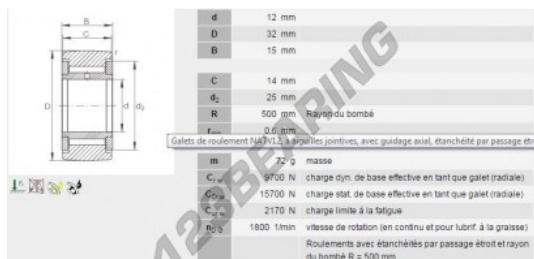 B
C
r
D
d
d₂
d 12 mm
D 32 mm
B 15 mm
C 14 mm
d₂ 25 mm
R 500 mm Rayon du bombé
0.6 mm
Galets de roulement NATV12, à aiguilles jointives, avec guidage axial, étanchéité par passage étr
m 72 g masse
9700 N charge dyn. de base effective en tant que galet (radiale)
15700 N charge stat. de base effective en tant que galet (radiale)
2170 N charge limite à la fatigue
1800 1/min vitesse de rotation (en continu et pour lubrif. à la graisse)
Roulements avec étanchéités par passage étroit et rayon
du bombé R = 500 mm
123BEARING